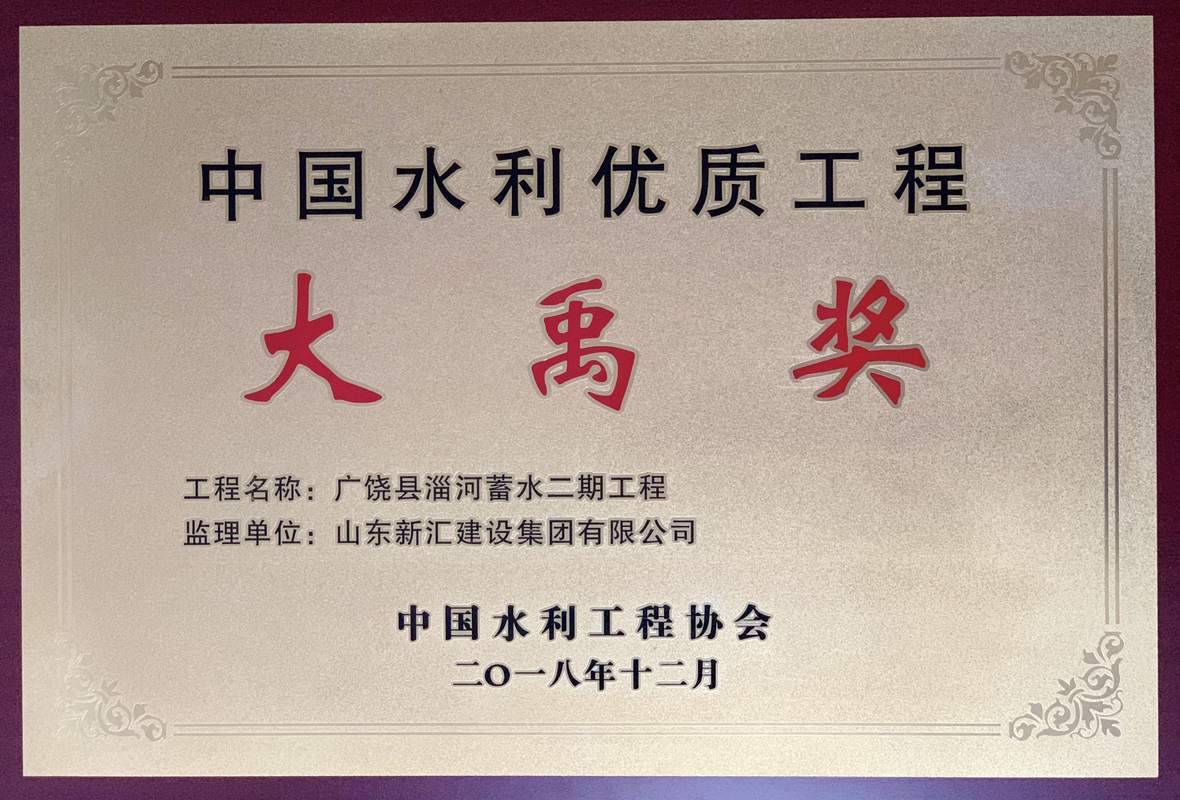 中国水利优质工程
大禹奖
工程名称：广饶县淄河蓄水二期工程
监理单位：山东新汇建设集团有限公司
中国水利工程协会
二〇一八年十二月